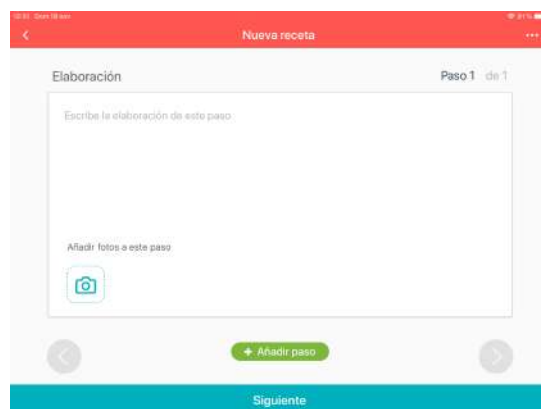 Nueva receta
Elaboración
Paso 1 de 1
Escribe la elaboración de este paso
Añadir fotos a este paso
+ Añadir paso
Siguiente